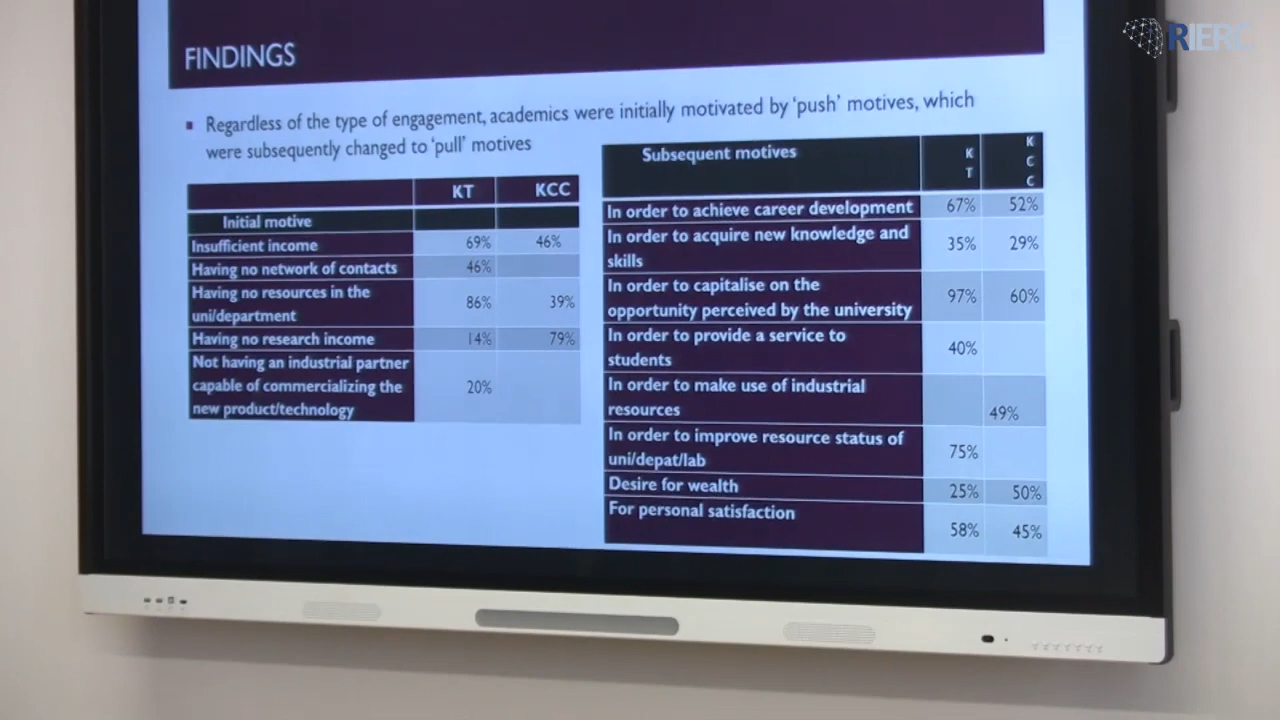 RIERC
FINDINGS
Regardless of the type of engagement, academics were initially motivated by ‘push’ motives, which
were subsequently changed to ‘pull’ motives
KT KCC
Initial motive
Insufficient income 69% 46%
Having no network of contacts 46%
Having no resources in the
uni/department 86% 39%
Having no research income 14% 79%
Not having an industrial partner
capable of commercializing the
new product/technology 20%
Subsequent motives K T K C C
In order to achieve career development 67% 52%
In order to acquire new knowledge and
skills 35% 29%
In order to capitalise on the
opportunity perceived by the university 97% 60%
In order to provide a service to
students 40%
In order to make use of industrial
resources 49%
In order to improve resource status of
uni/depat/lab 75%
Desire for wealth 25% 50%
For personal satisfaction 58% 45%